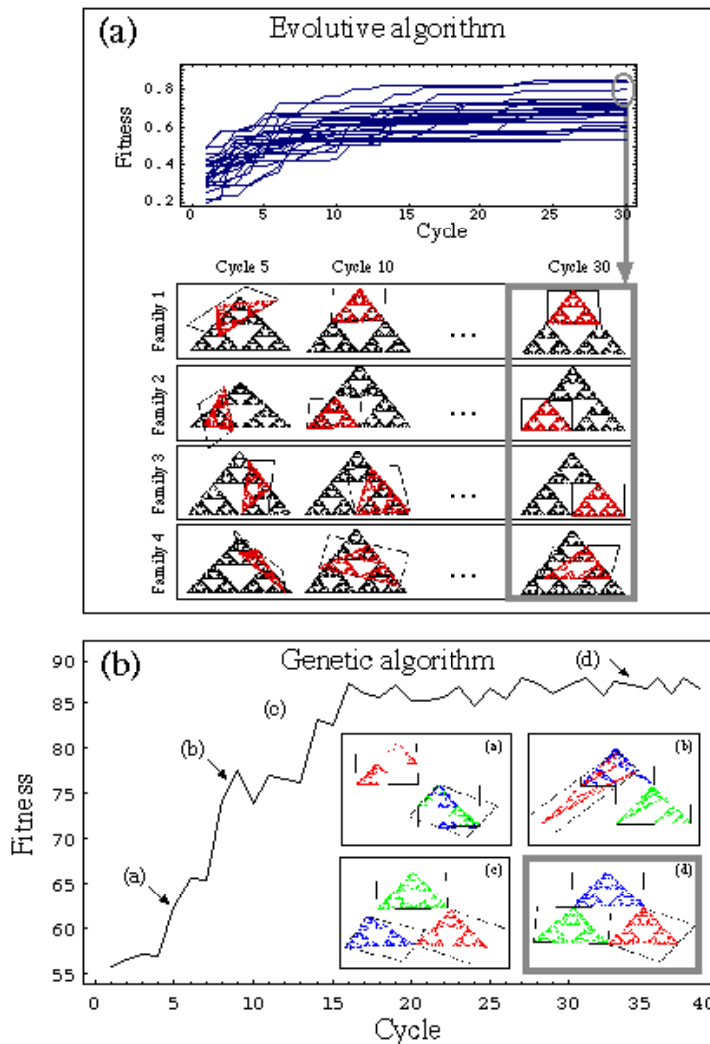 (a) Evolutive algorithm
0.8
0.6
0.4
0.2
Fitness
1 5 10 15 20 25 30
Cycle
Cycle 5 Cycle 10 Cycle 30
Family 1
...
Family 2
...
Family 3
...
Family 4
...
(b) Genetic algorithm
90
85
80
75
70
65
60
55
Fitness
(a)
(b)
(c)
(d)
(a)
(b)
(c)
(d)
0 5 10 15 20 25 30 35 40
Cycle